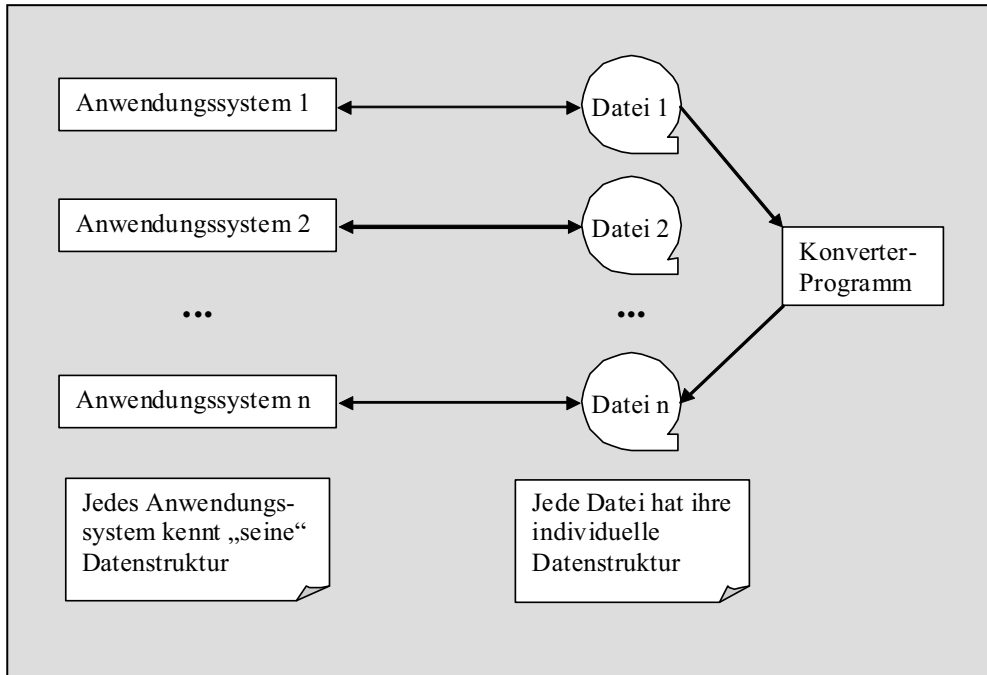 Anwendungssystem 1
Datei 1
Anwendungssystem 2
Datei 2
Konverter-
Programm
...
...
Anwendungssystem n
Datei n
Jedes Anwendungs-
system kennt „seine“
Datenstruktur
Jede Datei hat ihre
individuelle
Datenstruktur